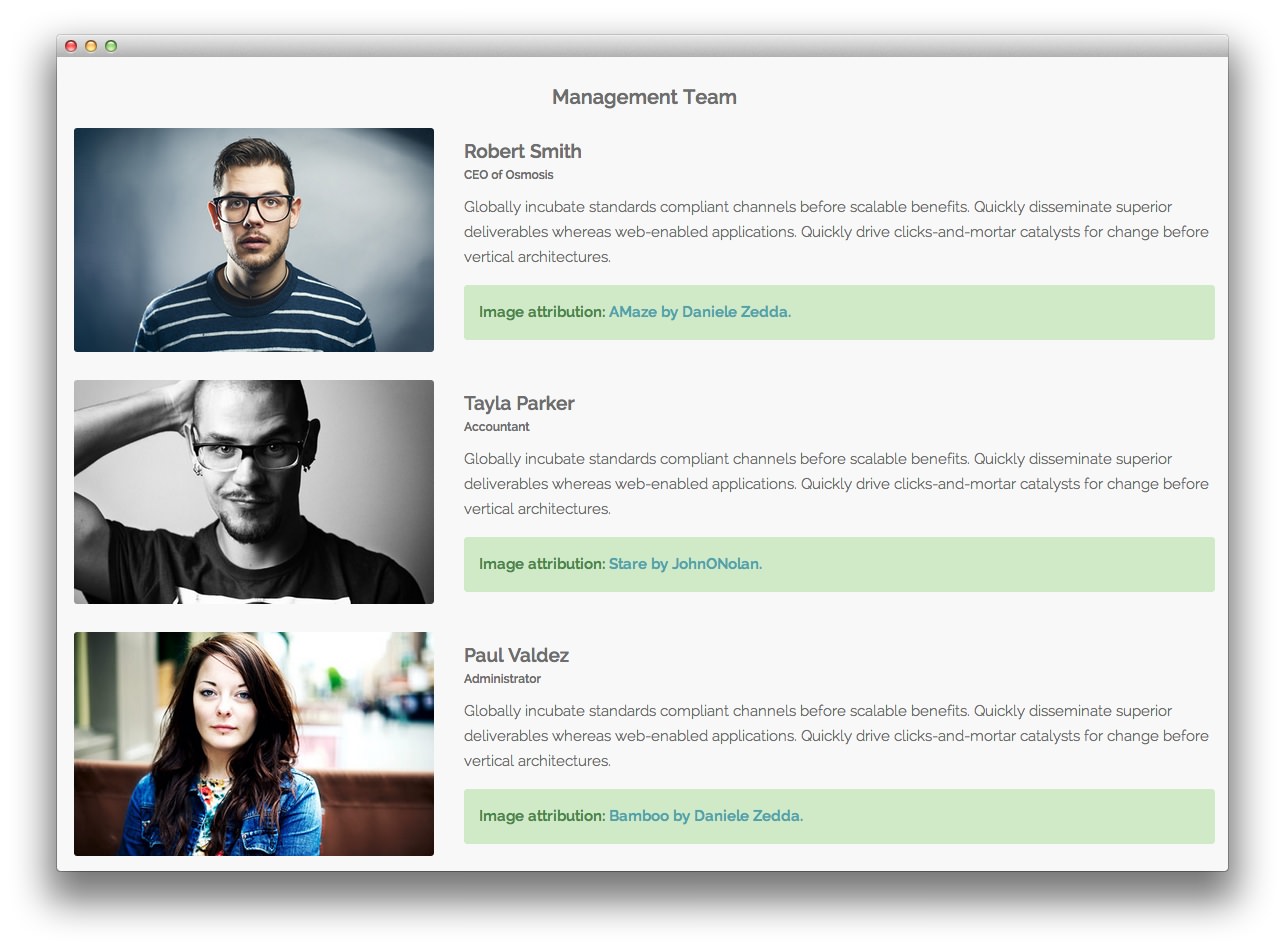 Management Team
Robert Smith
CEO of Osmosis
Globally incubate standards compliant channels before scalable benefits. Quickly disseminate superior
deliverables whereas web-enabled applications. Quickly drive clicks-and-mortar catalysts for change before
vertical architectures.
Image attribution: AMaze by Daniele Zedda.
Tayla Parker
Accountant
Globally incubate standards compliant channels before scalable benefits. Quickly disseminate superior
deliverables whereas web-enabled applications. Quickly drive clicks-and-mortar catalysts for change before
vertical architectures.
Image attribution: Stare by JohnONolan.
Paul Valdez
Administrator
Globally incubate standards compliant channels before scalable benefits. Quickly disseminate superior
deliverables whereas web-enabled applications. Quickly drive clicks-and-mortar catalysts for change before
vertical architectures.
Image attribution: Bamboo by Daniele Zedda.